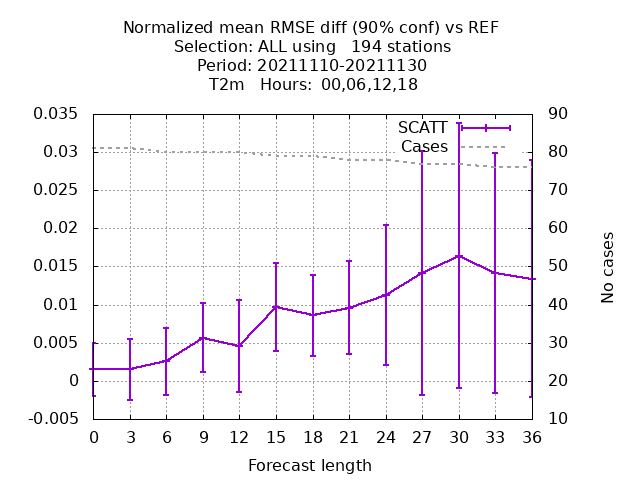 Normalized mean RMSE diff (90% conf) vs REF
Selection: ALL using   194 stations
Period: 20211110-20211130
T2m   Hours:  00,06,12,18
SCATT
Cases
0.035
0.03
0.025
0.02
0.015
0.01
0.005
0
-0.005
90
80
70
60
50
40
30
20
10
No cases
0 3 6 9 12 15 18 21 24 27 30 33 36
Forecast length